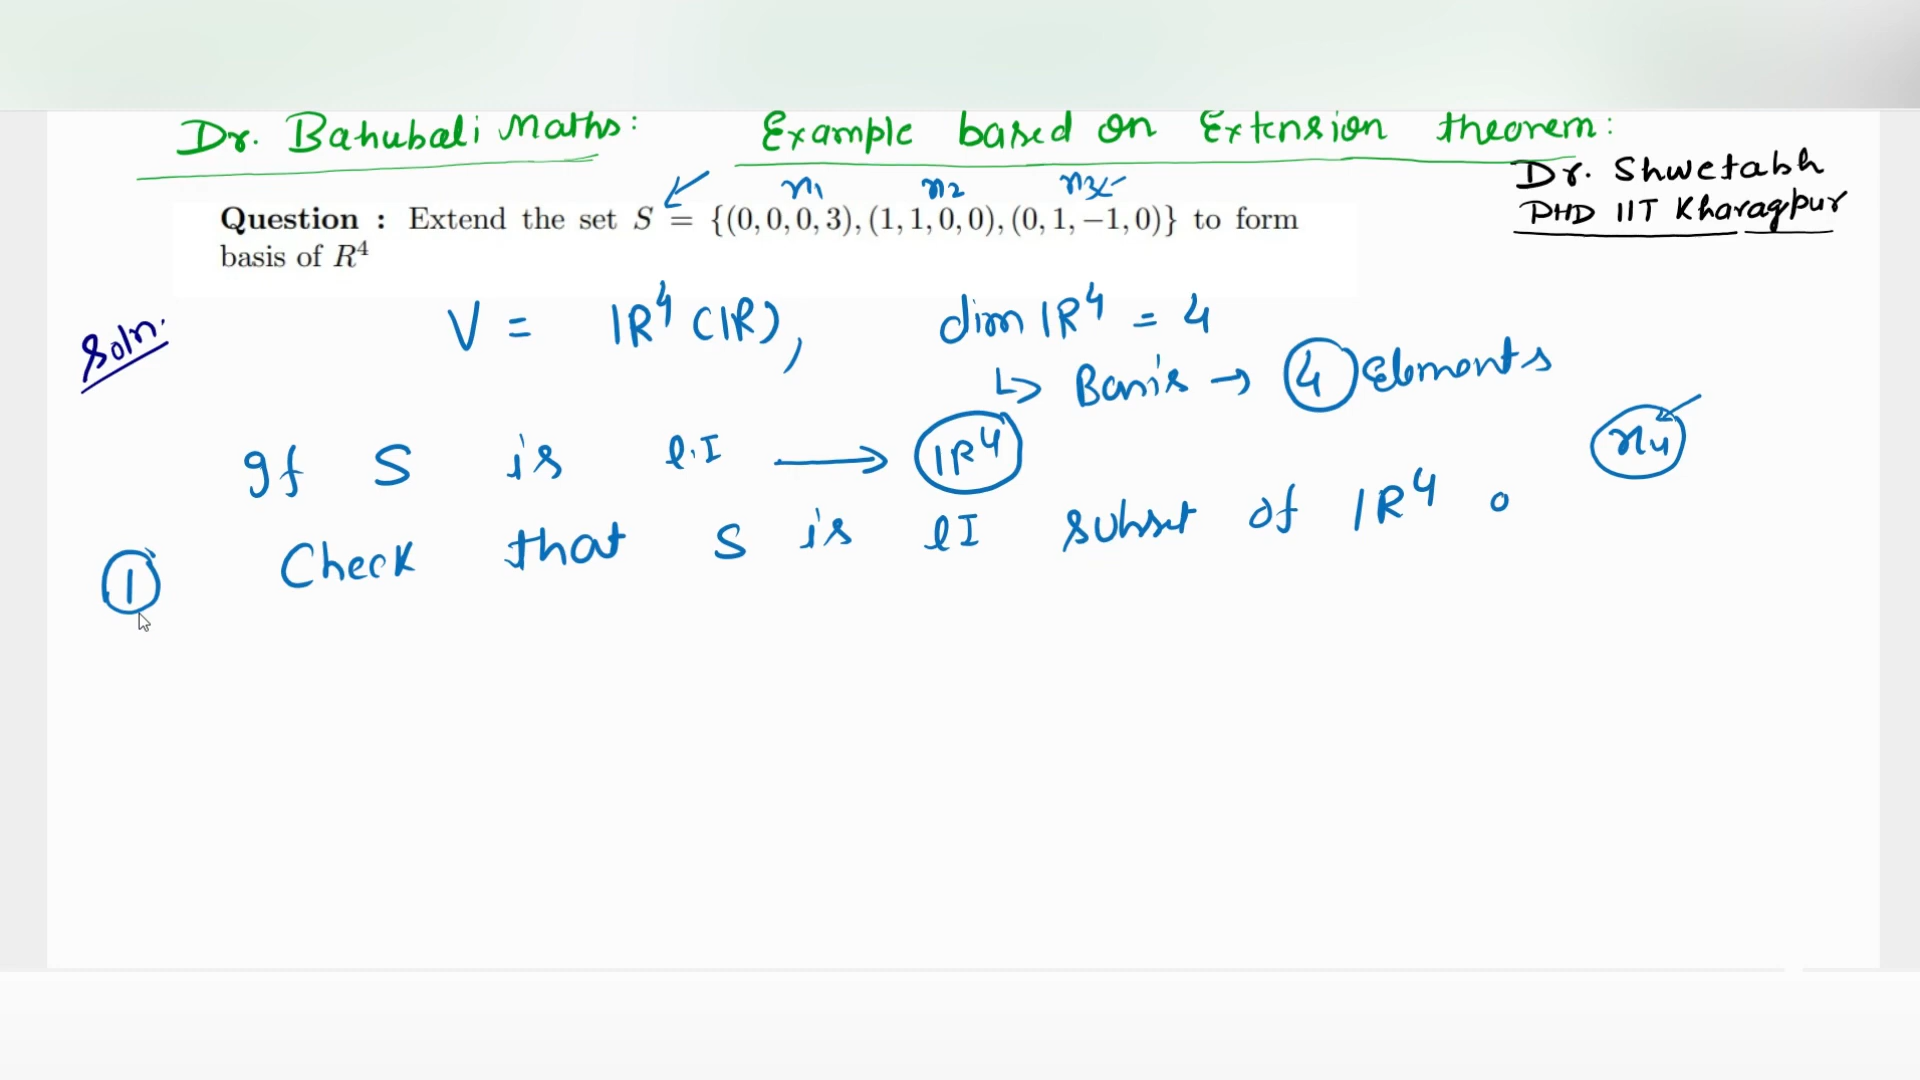 Dr. Bahubali Maths: Example based on Extension theorem:
Dr. Shwetabh
PHD IIT Kharagpur
x1 x2 x3
Question : Extend the set S = {(0, 0, 0, 3), (1, 1, 0, 0), (0, 1, −1, 0)} to form
basis of R⁴
Soln.
V = IR⁴ (IR), dim IR⁴ = 4
↳ Basis → 4 Elements
If S is l.I → IR⁴ x4
① Check that S is lI subset of IR⁴ o